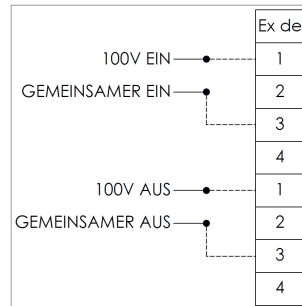 Ex de
100V EIN 1
GEMEINSAMER EIN 2
3
4
100V AUS 1
GEMEINSAMER AUS 2
3
4